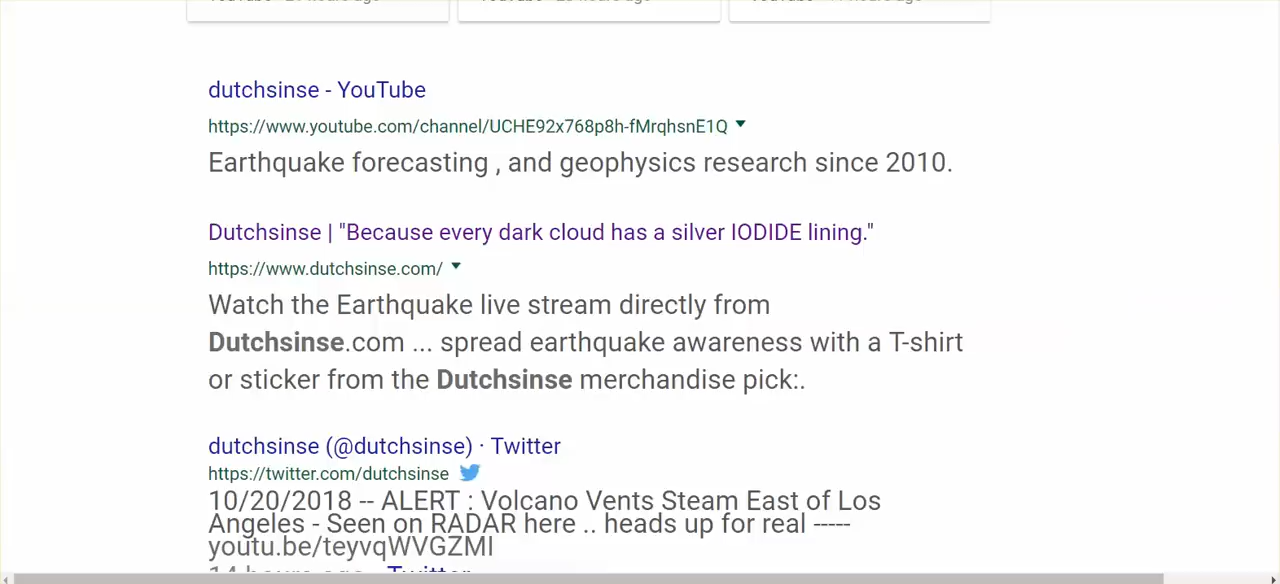 dutchsinse - YouTube
https://www.youtube.com/channel/UCHE92x768p8h-fMrqhsnE1Q
Earthquake forecasting , and geophysics research since 2010.
Dutchsinse | "Because every dark cloud has a silver IODIDE lining."
https://www.dutchsinse.com/
Watch the Earthquake live stream directly from
Dutchsinse.com ... spread earthquake awareness with a T-shirt
or sticker from the Dutchsinse merchandise pick:.
dutchsinse (@dutchsinse) · Twitter
https://twitter.com/dutchsinse
10/20/2018 -- ALERT : Volcano Vents Steam East of Los
Angeles - Seen on RADAR here .. heads up for real -----
youtu.be/teyvqWVGZMI
14 hours ago - Twitter